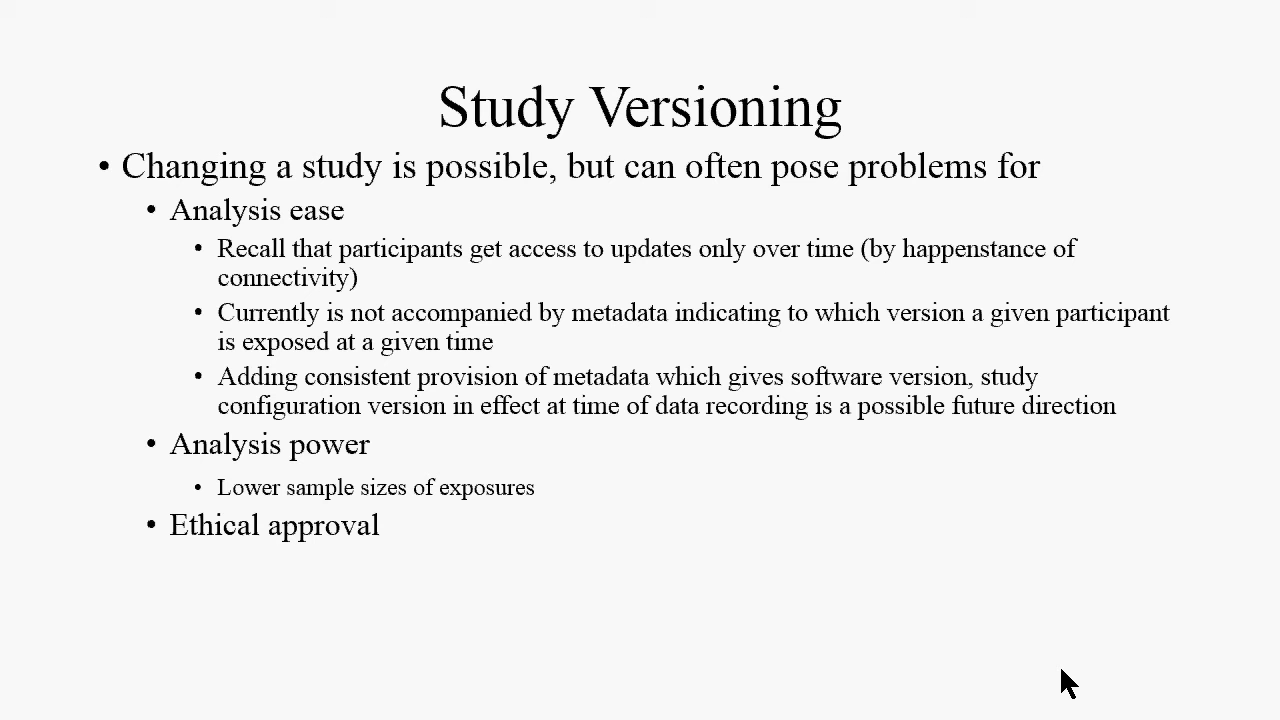 Study Versioning
• Changing a study is possible, but can often pose problems for
• Analysis ease
• Recall that participants get access to updates only over time (by happenstance of
connectivity)
• Currently is not accompanied by metadata indicating to which version a given participant
is exposed at a given time
• Adding consistent provision of metadata which gives software version, study
configuration version in effect at time of data recording is a possible future direction
• Analysis power
• Lower sample sizes of exposures
• Ethical approval